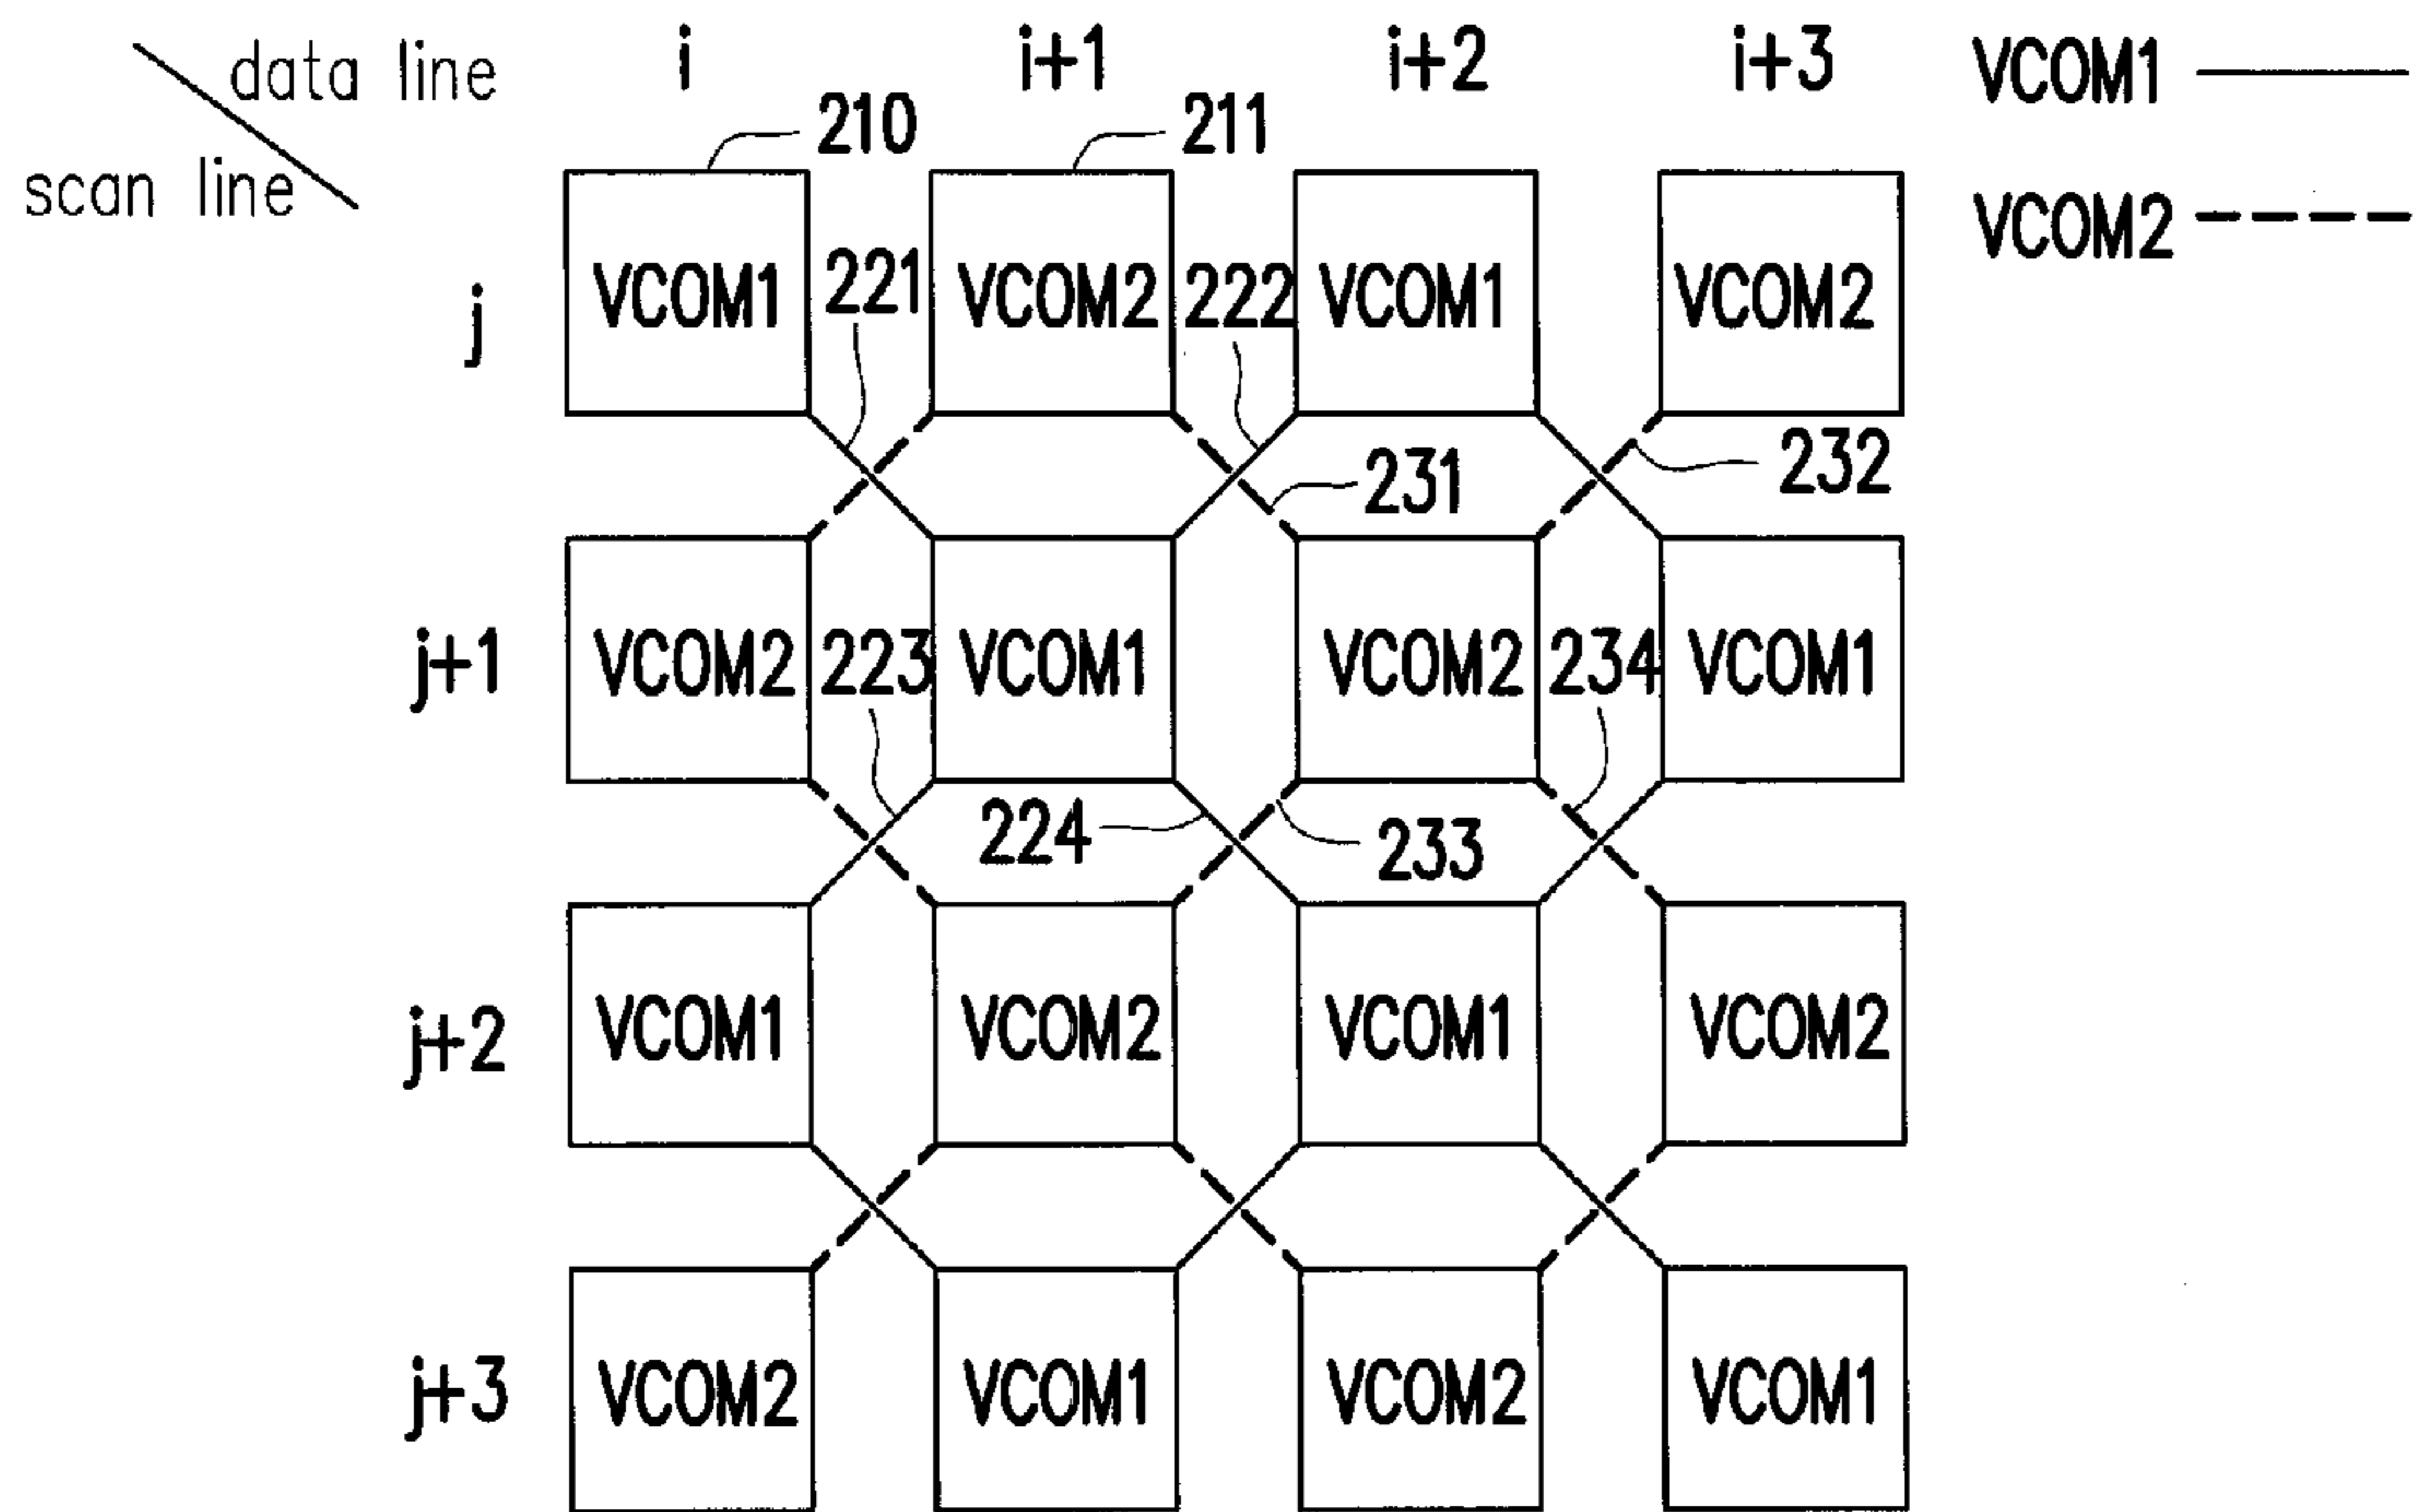 data line
scan line
i i+1 i+2 i+3
VCOM1
VCOM2
210 211
j VCOM1 221 VCOM2 222 VCOM1 VCOM2
231 232
j+1 VCOM2 223 VCOM1 VCOM2 234 VCOM1
224 233
j+2 VCOM1 VCOM2 VCOM1 VCOM2
j+3 VCOM2 VCOM1 VCOM2 VCOM1